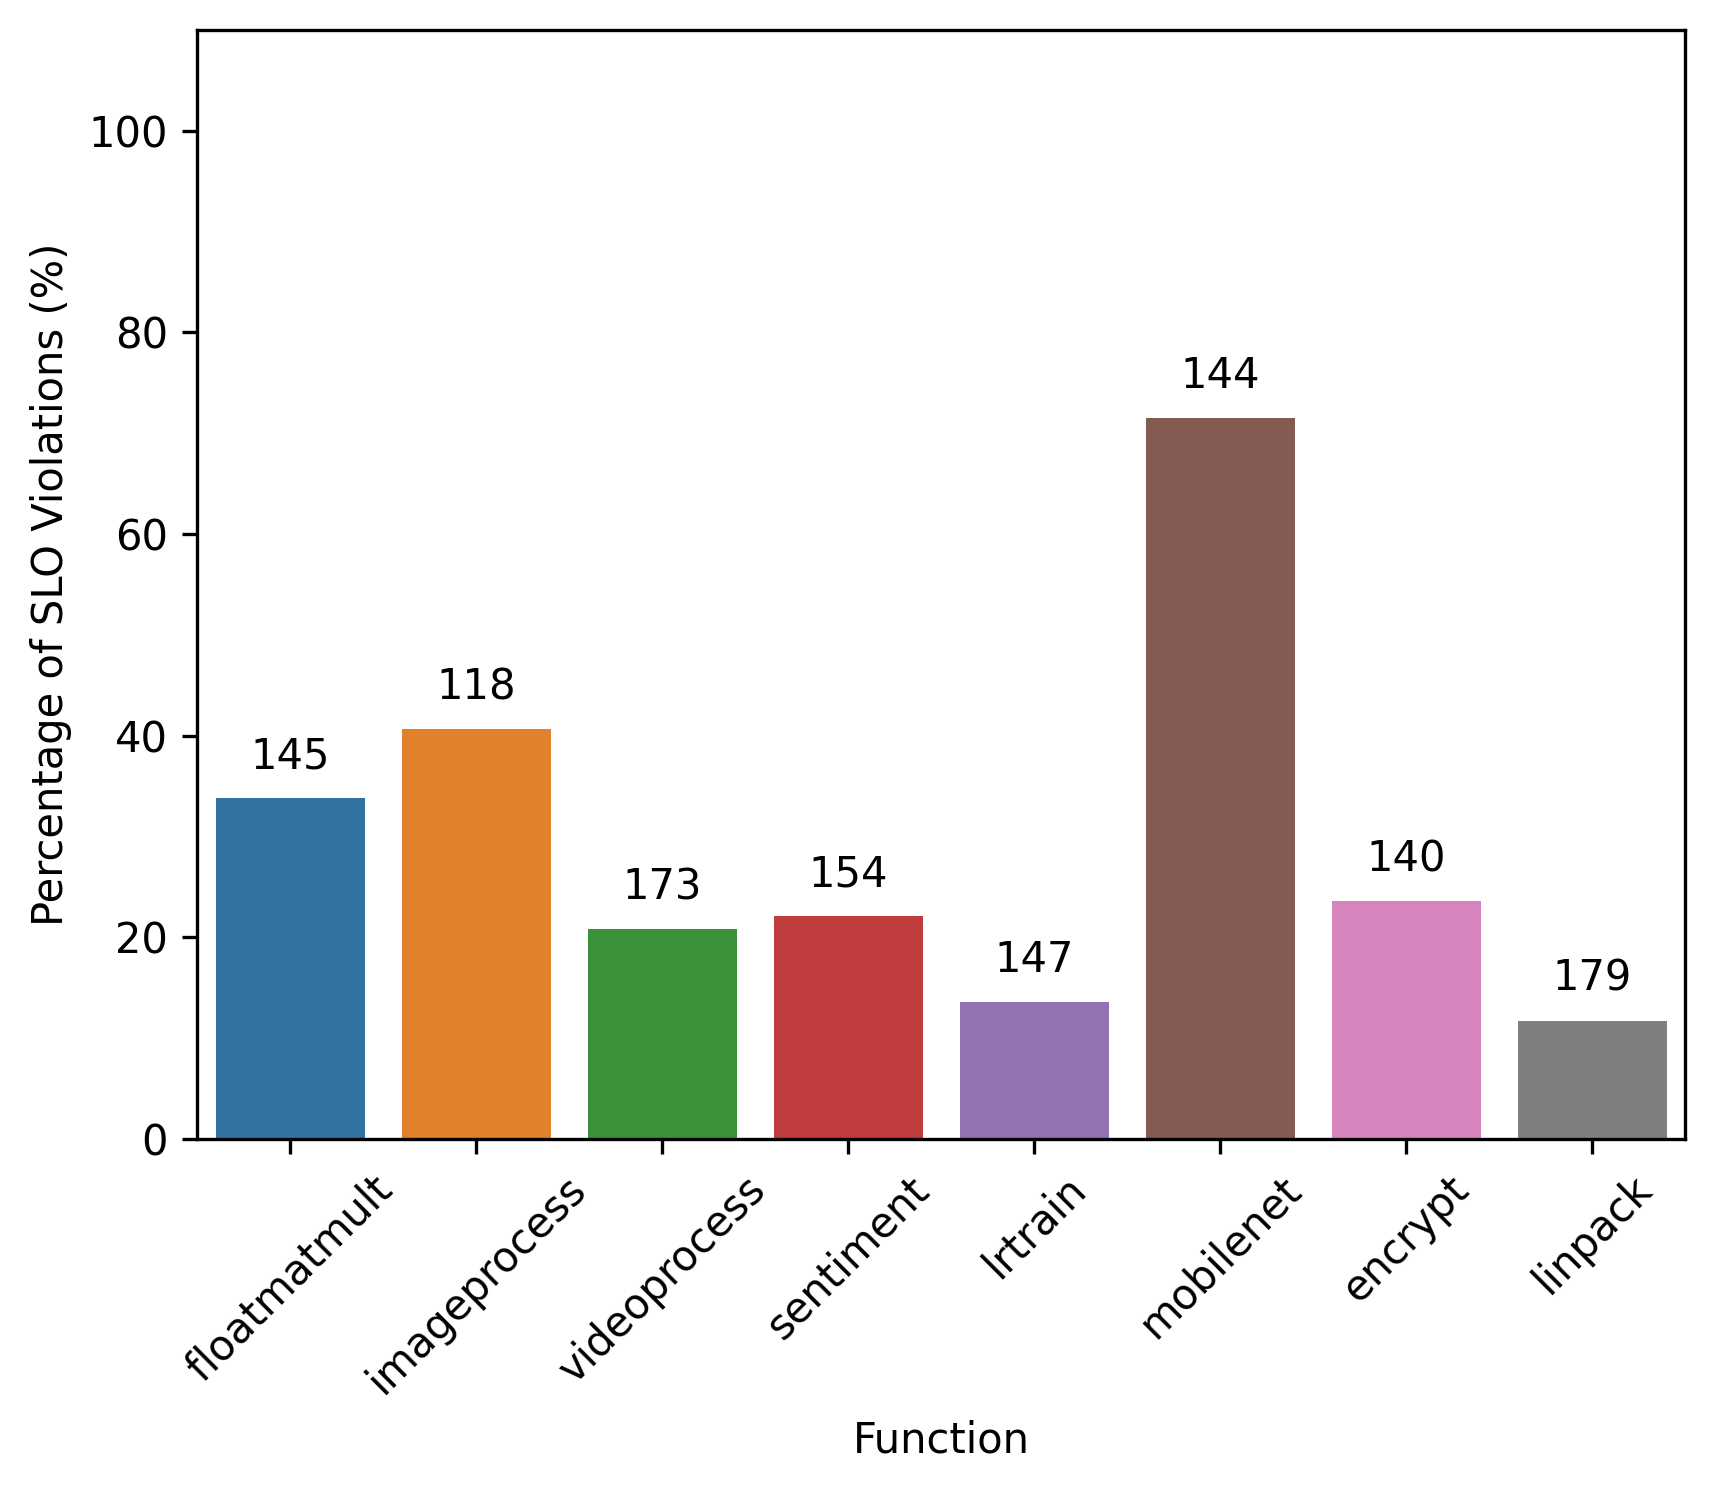 Percentage of SLO Violations (%)
100
80
60
40
20
0
145
118
173
154
147
144
140
179
floatmatmult
imageprocess
videoprocess
sentiment
lrtrain
mobilenet
encrypt
linpack
Function